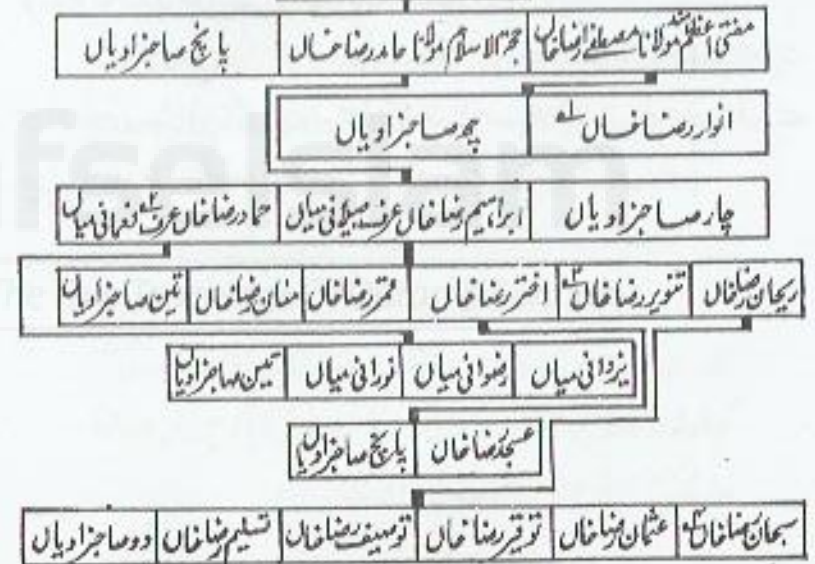 مفتی اعظم ہند مولانا مصطفےٰ رضا خاں حجۃ الاسلام مولانا حامد رضا خاں پانچ صاحبزادیاں
انوار رضا خاں لہ چھ صاحبزادیاں
چار صاحبزادیاں ابراہیم رضا خاں عرف جیلانی میاں حماد رضا خاں عرف نعمانی میاں
ریحان رضا خاں تنویر رضا خاں اختر رضا خاں قمر رضا خاں منان رضا خاں تین صاحبزادیاں
یزدانی میاں رضوانی میاں نورانی میاں تین صاحبزادیاں
عسجد رضا خاں پانچ صاحبزادیاں
سبحان رضا خاں عثمان رضا خاں توقیر رضا خاں توصیف رضا خاں تسلیم رضا خاں دو صاحبزادیاں